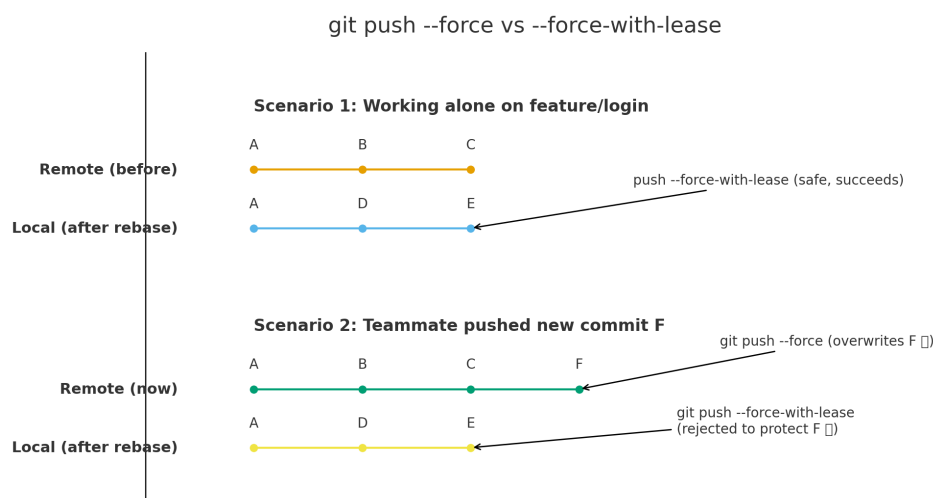 git push --force vs --force-with-lease
Scenario 1: Working alone on feature/login
A B C
Remote (before)
push --force-with-lease (safe, succeeds)
A D E
Local (after rebase)
Scenario 2: Teammate pushed new commit F
git push --force (overwrites F ▯)
A B C F
Remote (now)
git push --force-with-lease
(rejected to protect F ▯)
A D E
Local (after rebase)